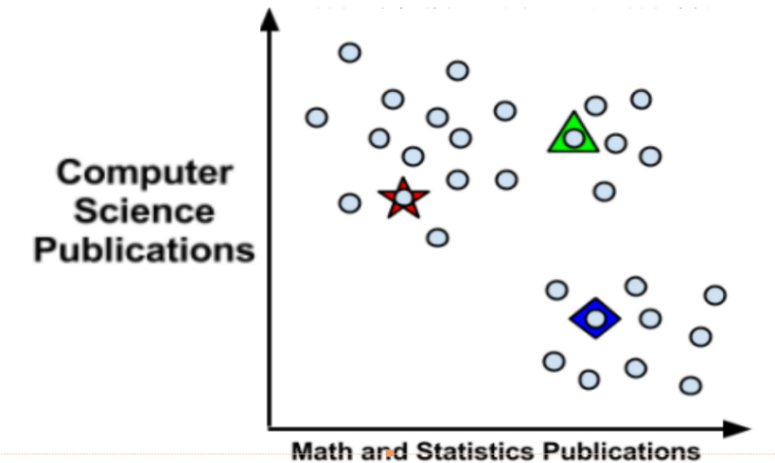 Computer
Science
Publications
Math and Statistics Publications